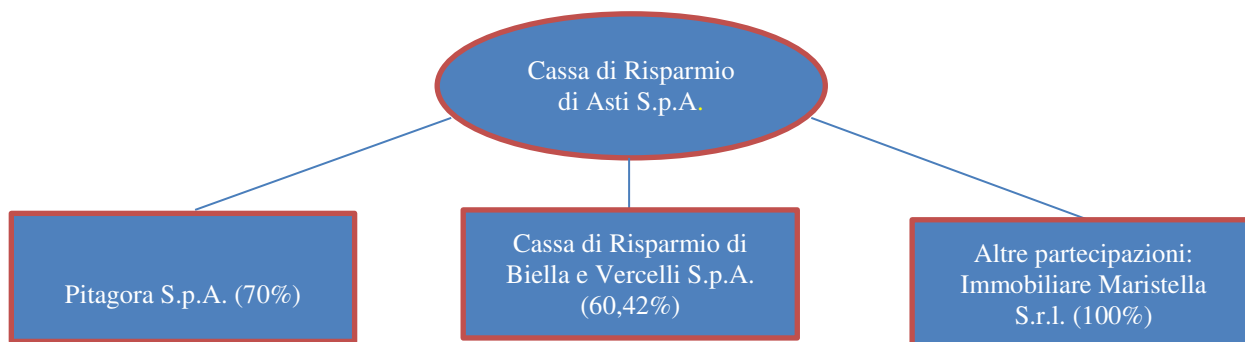 Cassa di Risparmio
di Asti S.p.A.
Pitagora S.p.A. (70%)
Cassa di Risparmio di
Biella e Vercelli S.p.A.
(60,42%)
Altre partecipazioni:
Immobiliare Maristella
S.r.l. (100%)